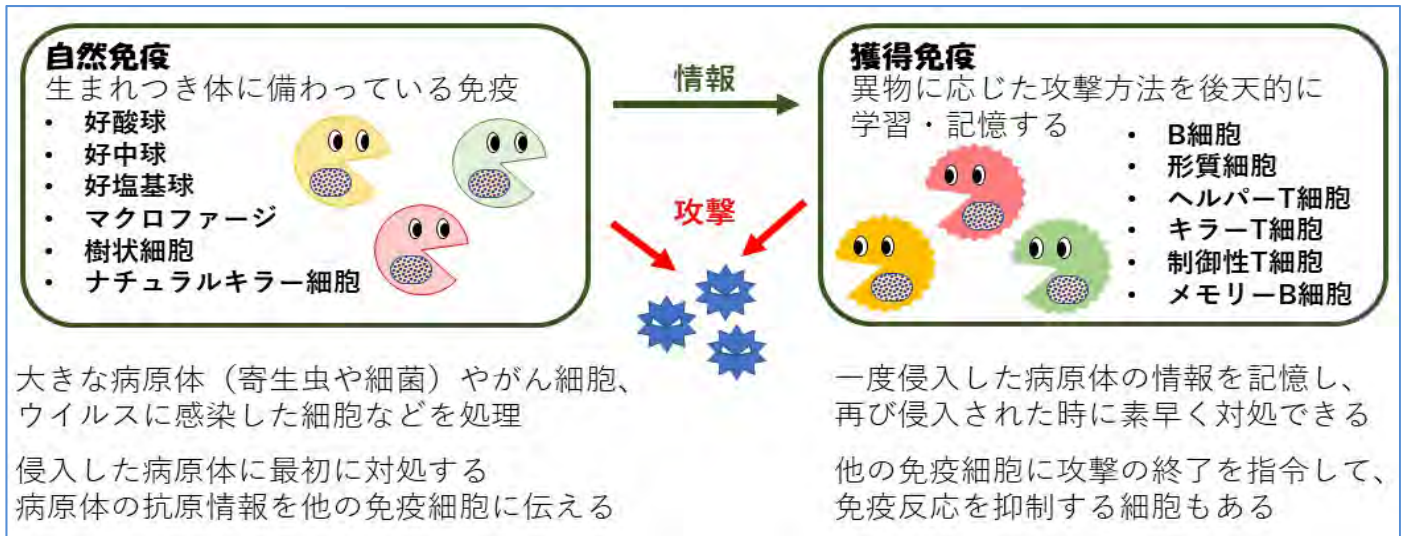 自然免疫
生まれつき体に備わっている免疫
• 好酸球
• 好中球
• 好塩基球
• マクロファージ
• 樹状細胞
• ナチュラルキラー細胞
情報
攻撃
獲得免疫
異物に応じた攻撃方法を後天的に
学習・記憶する
• B細胞
• 形質細胞
• ヘルパーT細胞
• キラーT細胞
• 制御性T細胞
• メモリーB細胞
大きな病原体（寄生虫や細菌）やがん細胞、
ウイルスに感染した細胞などを処理
侵入した病原体に最初に対処する
病原体の抗原情報を他の免疫細胞に伝える
一度侵入した病原体の情報を記憶し、
再び侵入された時に素早く対処できる
他の免疫細胞に攻撃の終了を指令して、
免疫反応を抑制する細胞もある